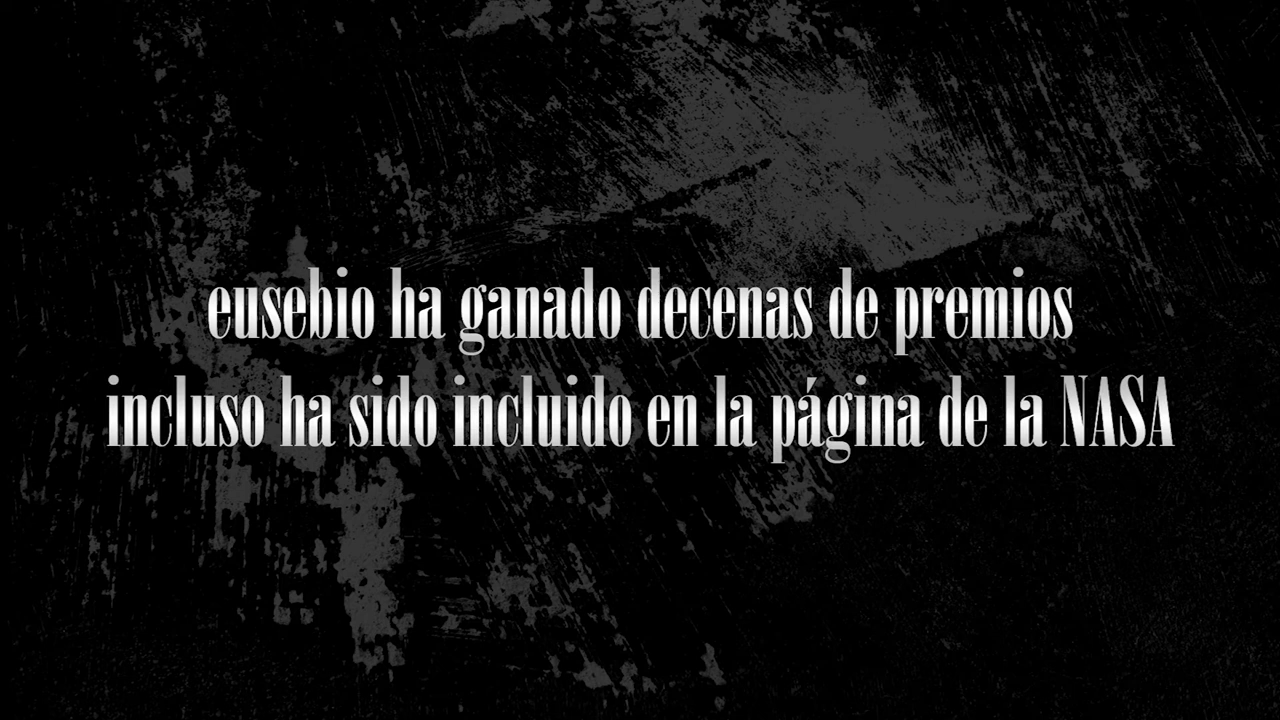 eusebio ha ganado decenas de premios
incluso ha sido incluido en la página de la NASA